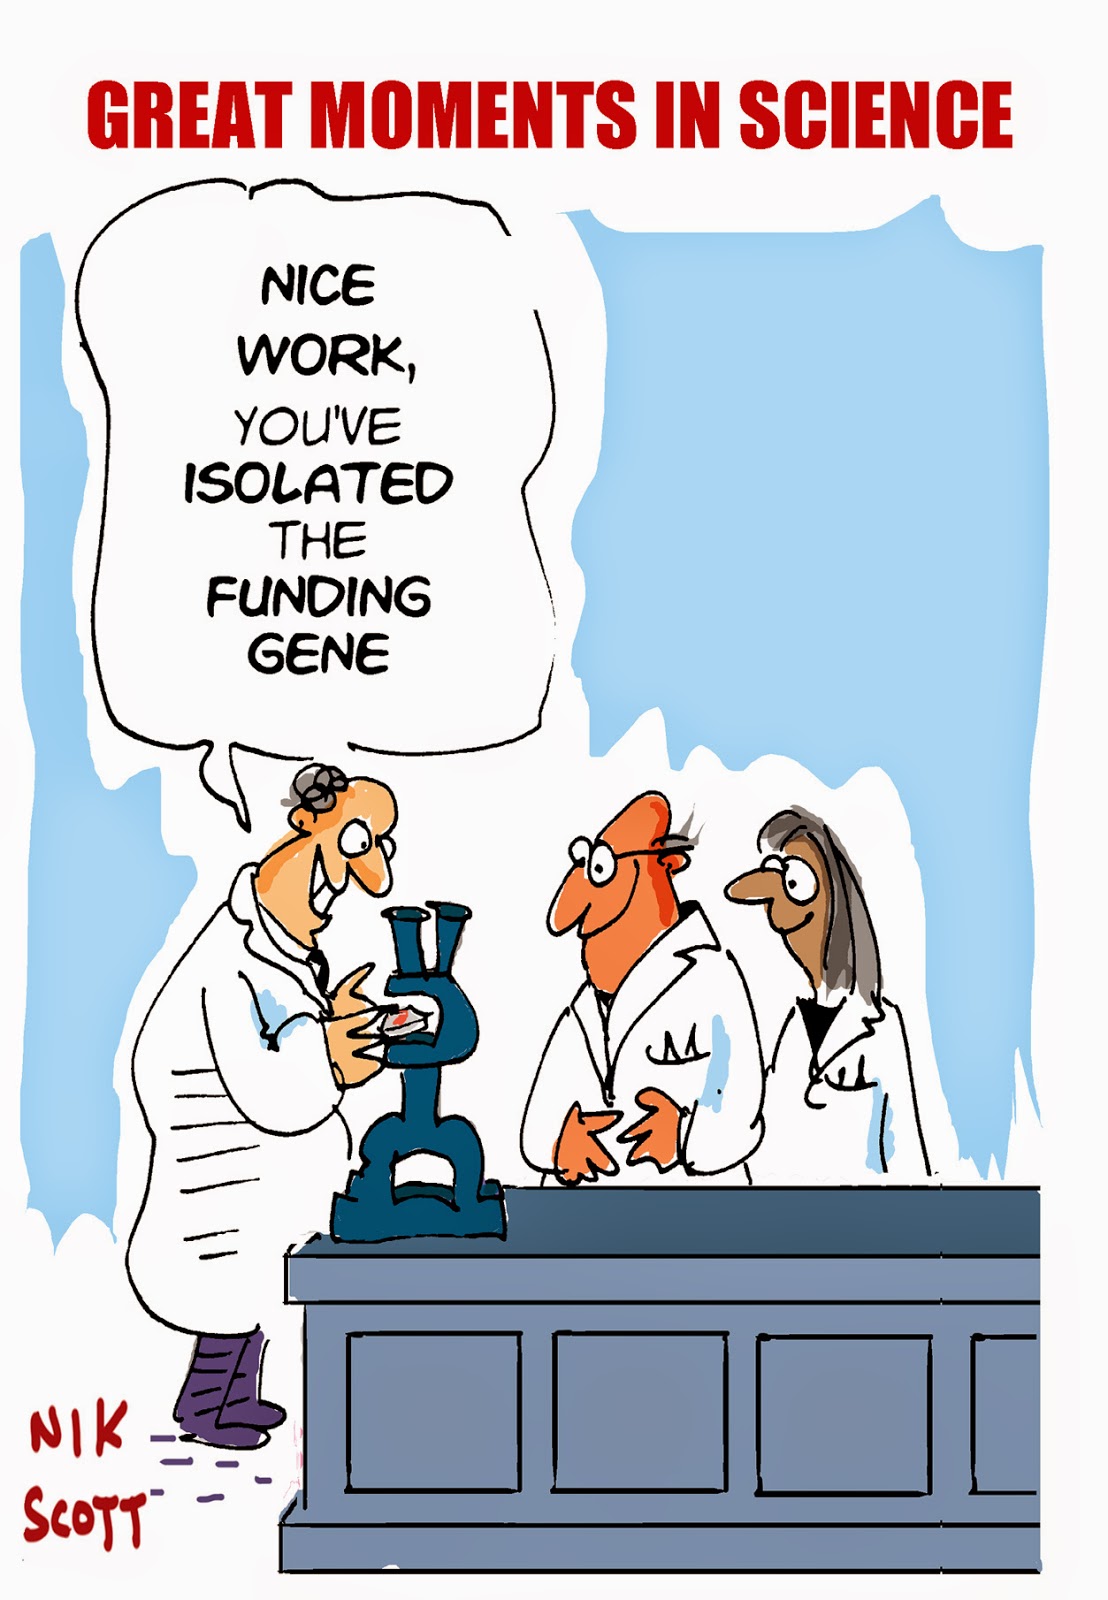 GREAT MOMENTS IN SCIENCE
NICE
WORK,
YOU'VE
ISOLATED
THE
FUNDING
GENE
NIK
SCOTT